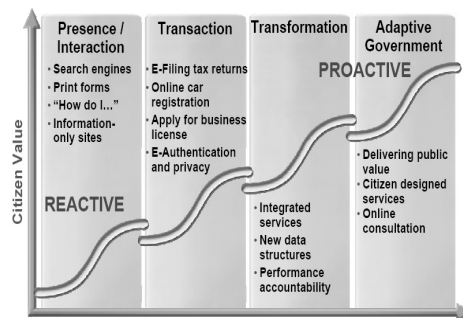 Presence /
Interaction
• Search engines
• Print forms
• “How do I…”
• Information-
only sites
REACTIVE
Transaction
• E-Filing tax returns
• Online car
registration
• Apply for business
license
• E-Authentication
and privacy
Transformation
• Integrated
services
• New data
structures
• Performance
accountability
Adaptive
Government
PROACTIVE
• Delivering public
value
• Citizen designed
services
• Online
consultation
Citizen Value